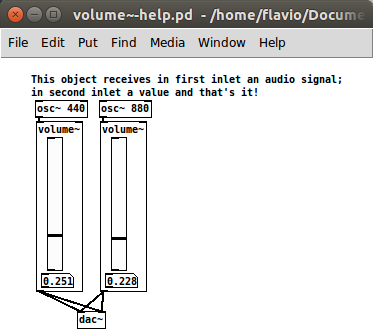 volume~-help.pd - /home/flavio/Docume
File Edit Put Find Media Window Help
This object receives in first inlet an audio signal;
in second inlet a value and that's it!
osc~ 440 osc~ 880
volume~ volume~
0.251 0.228
dac~